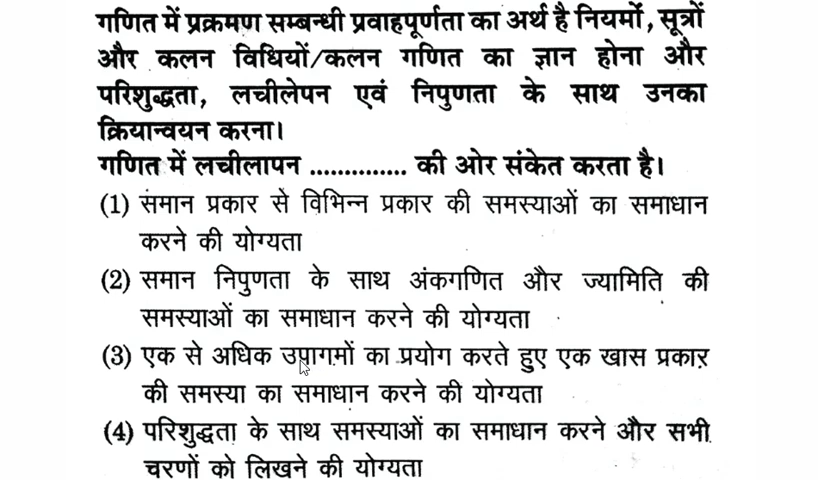 गणित में प्रक्रमण सम्बन्धी प्रवाहपूर्णता का अर्थ है नियमों, सूत्रों
और कलन विधियों/कलन गणित का ज्ञान होना और
परिशुद्धता, लचीलेपन एवं निपुणता के साथ उनका
क्रियान्वयन करना।
गणित में लचीलापन ............... की ओर संकेत करता है।
(1) समान प्रकार से विभिन्न प्रकार की समस्याओं का समाधान
करने की योग्यता
(2) समान निपुणता के साथ अंकगणित और ज्यामिति की
समस्याओं का समाधान करने की योग्यता
(3) एक से अधिक उपागमों का प्रयोग करते हुए एक खास प्रकार
की समस्या का समाधान करने की योग्यता
(4) परिशुद्धता के साथ समस्याओं का समाधान करने और सभी
चरणों को लिखने की योग्यता